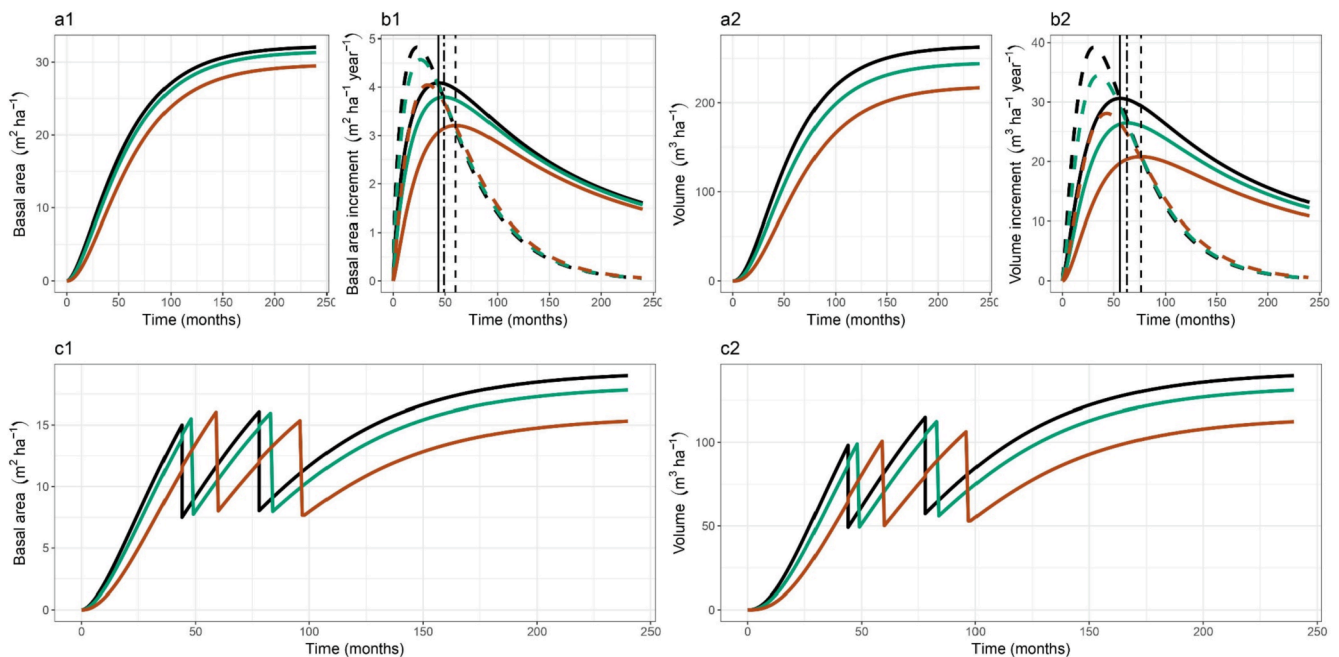 a1
b1
a2
b2
Basal area (m² ha⁻¹)
30
20
10
0
0 50 100 150 200 250
Time (months)
Basal area increment (m² ha⁻¹ year⁻¹)
5
4
3
2
1
0
0 50 100 150 200 250
Time (months)
Volume (m³ ha⁻¹)
200
100
0
0 50 100 150 200 250
Time (months)
Volume increment (m³ ha⁻¹ year⁻¹)
40
30
20
10
0
0 50 100 150 200 250
Time (months)
c1
c2
Basal area (m² ha⁻¹)
15
10
5
0
0 50 100 150 200 250
Time (months)
Volume (m³ ha⁻¹)
100
50
0
0 50 100 150 200 250
Time (months)